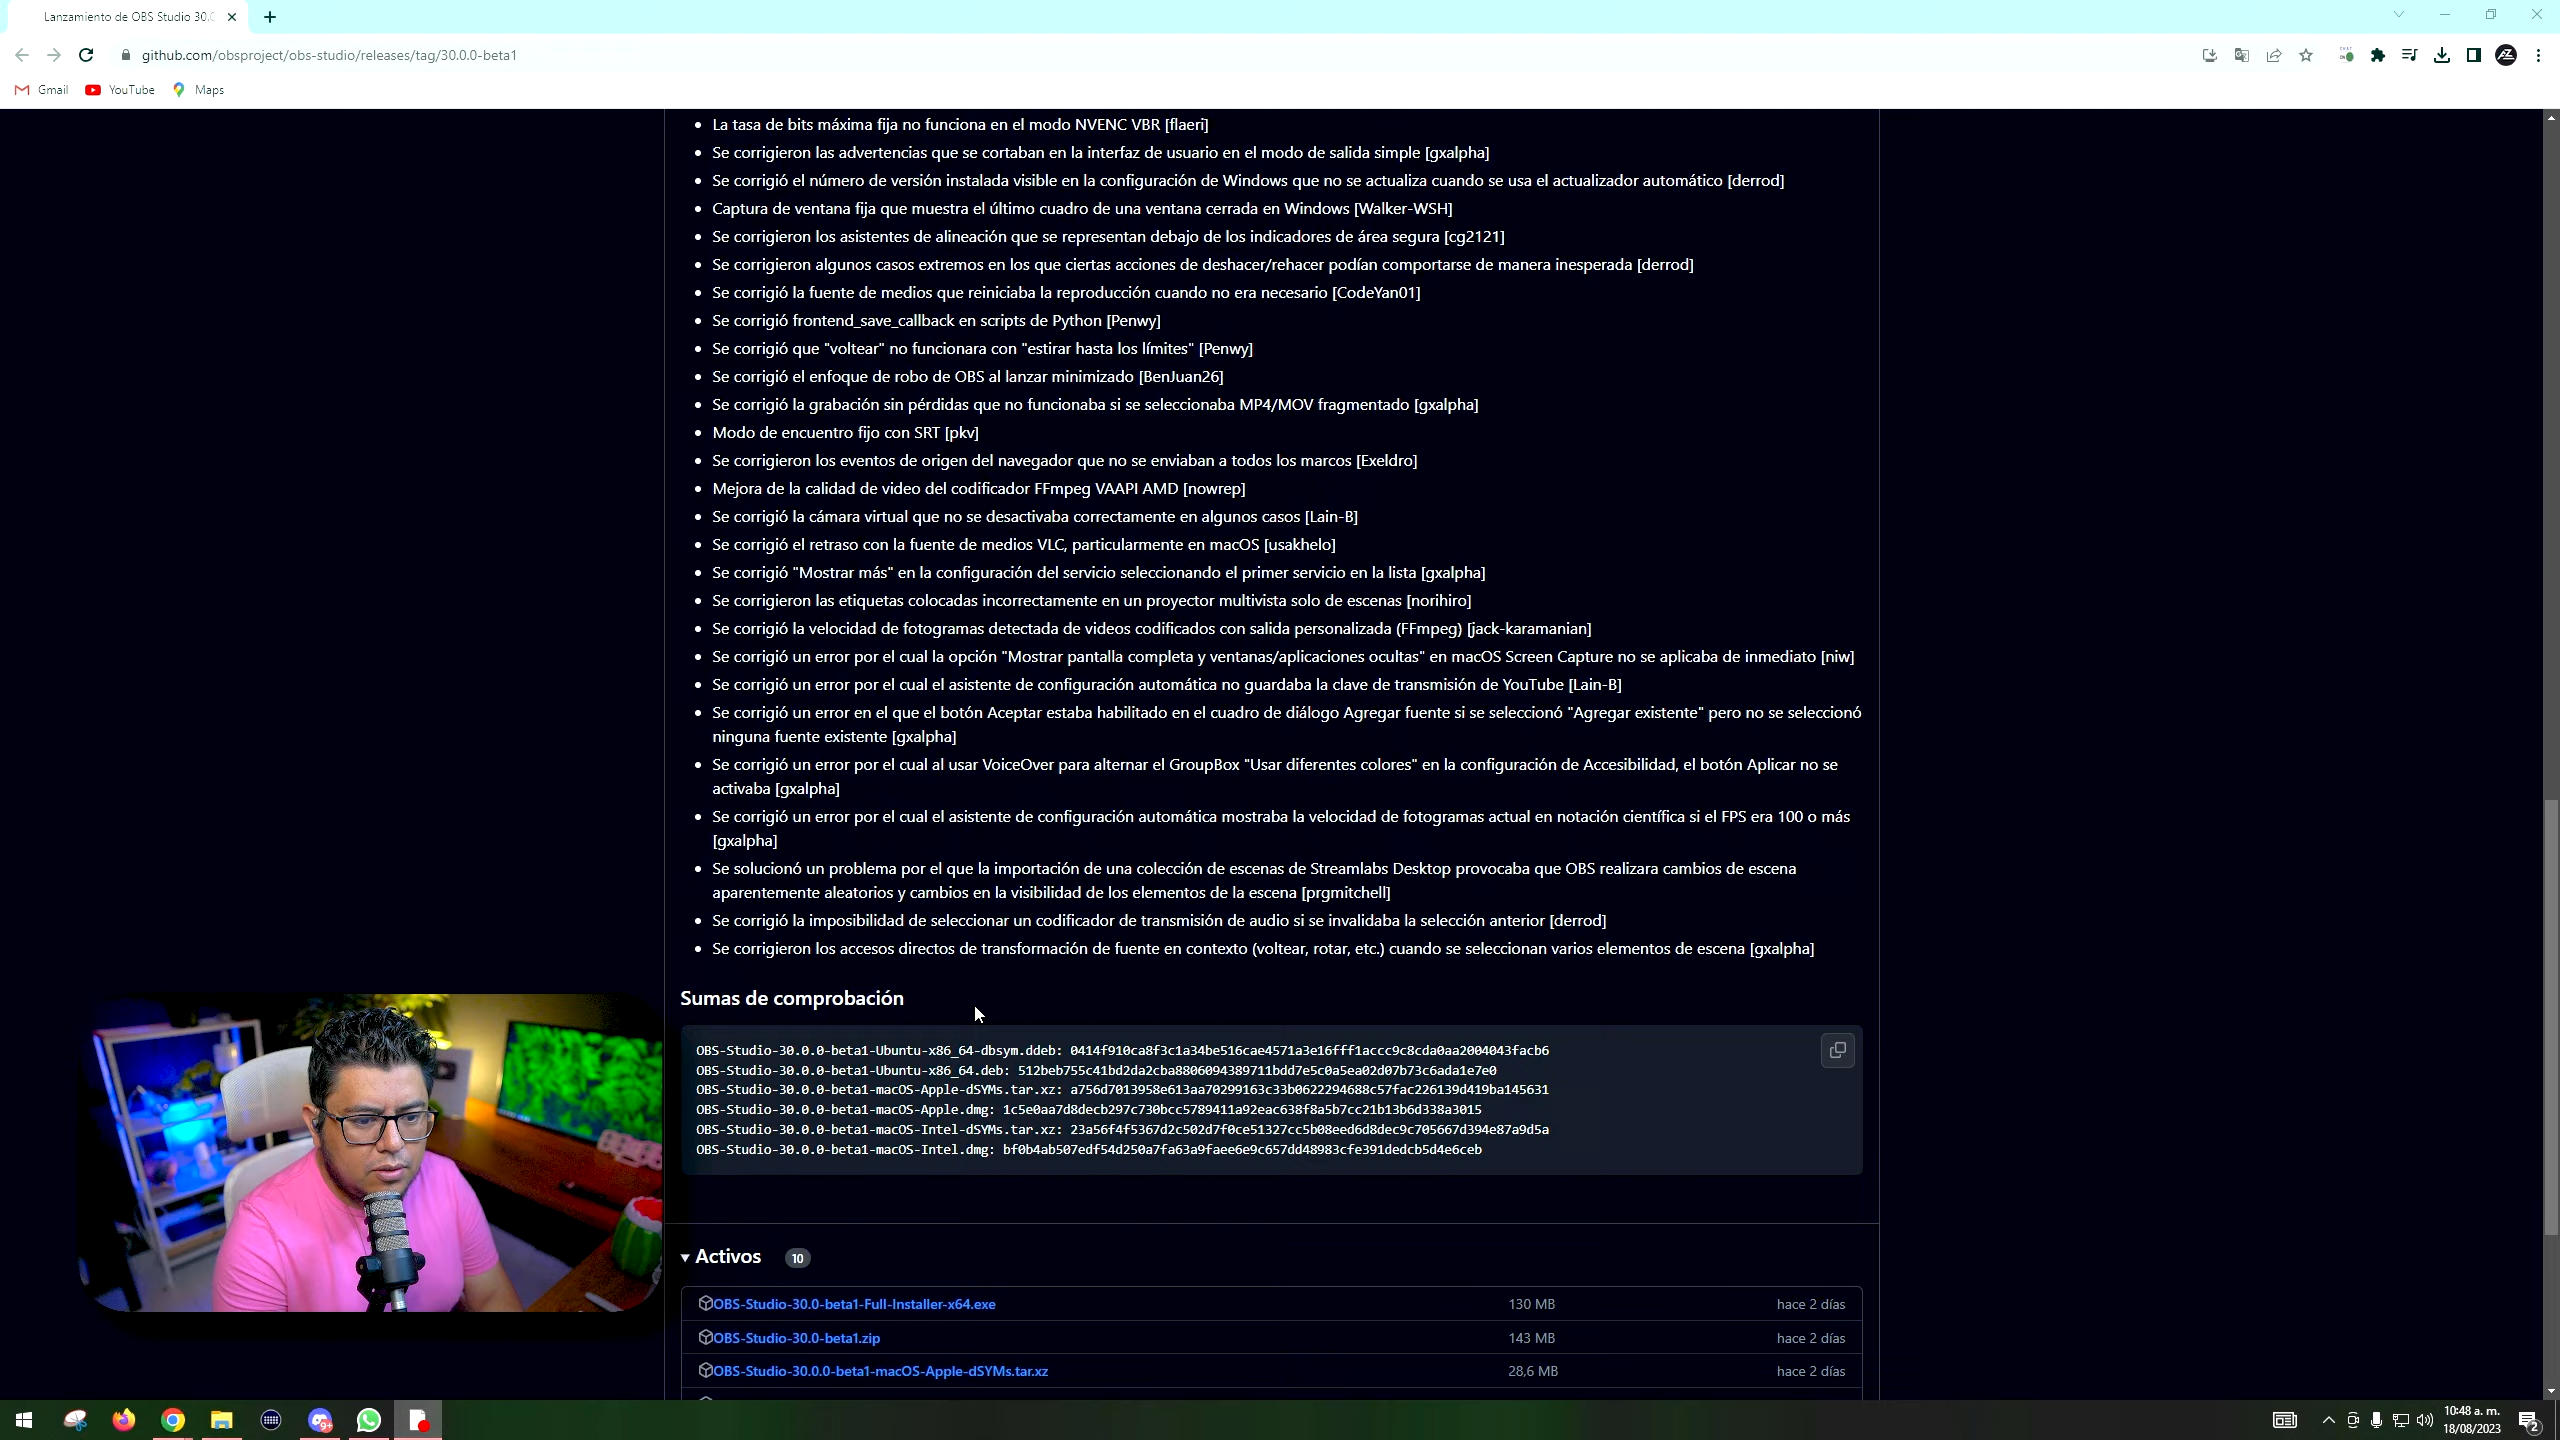 Lanzamiento de OBS Studio 30.0
github.com/obsproject/obs-studio/releases/tag/30.0.0-beta1
Gmail YouTube Maps
La tasa de bits máxima fija no funciona en el modo NVENC VBR [flaeri]
Se corrigieron las advertencias que se cortaban en la interfaz de usuario en el modo de salida simple [gxalpha]
Se corrigió el número de versión instalada visible en la configuración de Windows que no se actualiza cuando se usa el actualizador automático [derrod]
Captura de ventana fija que muestra el último cuadro de una ventana cerrada en Windows [Walker-WSH]
Se corrigieron los asistentes de alineación que se representan debajo de los indicadores de área segura [cg2121]
Se corrigieron algunos casos extremos en los que ciertas acciones de deshacer/rehacer podían comportarse de manera inesperada [derrod]
Se corrigió la fuente de medios que reiniciaba la reproducción cuando no era necesario [CodeYan01]
Se corrigió frontend_save_callback en scripts de Python [Penwy]
Se corrigió que "voltear" no funcionara con "estirar hasta los límites" [Penwy]
Se corrigió el enfoque de robo de OBS al lanzar minimizado [BenJuan26]
Se corrigió la grabación sin pérdidas que no funcionaba si se seleccionaba MP4/MOV fragmentado [gxalpha]
Modo de encuentro fijo con SRT [pkv]
Se corrigieron los eventos de origen del navegador que no se enviaban a todos los marcos [Exeldro]
Mejora de la calidad de video del codificador FFmpeg VAAPI AMD [nowrep]
Se corrigió la cámara virtual que no se desactivaba correctamente en algunos casos [Lain-B]
Se corrigió el retraso con la fuente de medios VLC, particularmente en macOS [usakhelo]
Se corrigió "Mostrar más" en la configuración del servicio seleccionando el primer servicio en la lista [gxalpha]
Se corrigieron las etiquetas colocadas incorrectamente en un proyector multivista solo de escenas [norihiro]
Se corrigió la velocidad de fotogramas detectada de videos codificados con salida personalizada (FFmpeg) [jack-karamanian]
Se corrigió un error por el cual la opción "Mostrar pantalla completa y ventanas/aplicaciones ocultas" en macOS Screen Capture no se aplicaba de inmediato [niw]
Se corrigió un error por el cual el asistente de configuración automática no guardaba la clave de transmisión de YouTube [Lain-B]
Se corrigió un error en el que el botón Aceptar estaba habilitado en el cuadro de diálogo Agregar fuente si se seleccionó "Agregar existente" pero no se seleccionó
ninguna fuente existente [gxalpha]
Se corrigió un error por el cual al usar VoiceOver para alternar el GroupBox "Usar diferentes colores" en la configuración de Accesibilidad, el botón Aplicar no se
activaba [gxalpha]
Se corrigió un error por el cual el asistente de configuración automática mostraba la velocidad de fotogramas actual en notación científica si el FPS era 100 o más
[gxalpha]
Se solucionó un problema por el que la importación de una colección de escenas de Streamlabs Desktop provocaba que OBS realizara cambios de escena
aparentemente aleatorios y cambios en la visibilidad de los elementos de la escena [prgmitchell]
Se corrigió la imposibilidad de seleccionar un codificador de transmisión de audio si se invalidaba la selección anterior [derrod]
Se corrigieron los accesos directos de transformación de fuente en contexto (voltear, rotar, etc.) cuando se seleccionan varios elementos de escena [gxalpha]
Sumas de comprobación
OBS-Studio-30.0.0-beta1-Ubuntu-x86_64-dbsym.ddeb: 0414f910ca8f3c1a34be516cae4571a3e16fff1accc9c8cda0aa2004043facb6
OBS-Studio-30.0.0-beta1-Ubuntu-x86_64.deb: 512beb755c41bd2da2cba8806094389711bdd7e5c0a5ea02d07b73c6ada1e7e0
OBS-Studio-30.0.0-beta1-macOS-Apple-dSYMs.tar.xz: a756d7013958e613aa70299163c33b0622294688c57fac226139d419ba145631
OBS-Studio-30.0.0-beta1-macOS-Apple.dmg: 1c5e0aa7d8decb297c730bcc5789411a92eac638f8a5b7cc21b13b6d338a3015
OBS-Studio-30.0.0-beta1-macOS-Intel-dSYMs.tar.xz: 23a56f4f5367d2c502d7f0ce51327cc5b08eed6d8dec9c705667d394e87a9d5a
OBS-Studio-30.0.0-beta1-macOS-Intel.dmg: bf0b4ab507edf54d250a7fa63a9faee6e9c657dd48983cfe391dedcb5d4e6ceb
Activos 10
OBS-Studio-30.0-beta1-Full-Installer-x64.exe 130 MB hace 2 días
OBS-Studio-30.0-beta1.zip 143 MB hace 2 días
OBS-Studio-30.0.0-beta1-macOS-Apple-dSYMs.tar.xz 28,6 MB hace 2 días
10:48 a. m.
18/08/2023
2